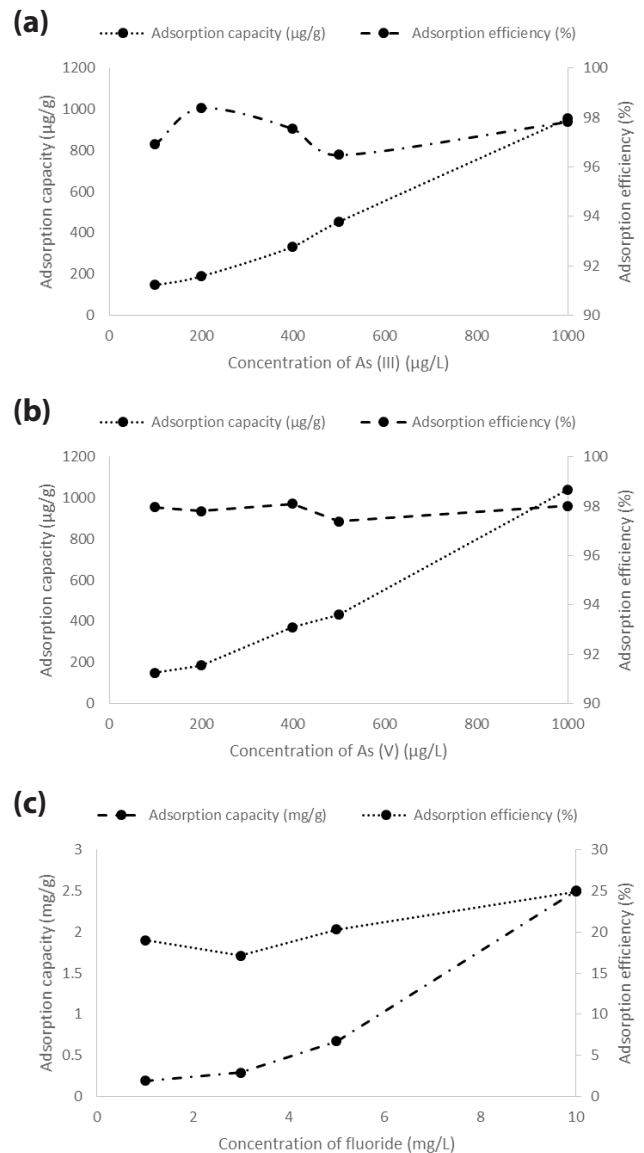 (a)
Adsorption capacity (µg/g) Adsorption efficiency (%)
1200
1000
800
600
400
200
0
Adsorption capacity (µg/g)
100
98
96
94
92
90
Adsorption efficiency (%)
0 200 400 600 800 1000
Concentration of As (III) (µg/L)
(b)
Adsorption capacity (µg/g) Adsorption efficiency (%)
1200
1000
800
600
400
200
0
Adsorption capacity (µg/g)
100
98
96
94
92
90
Adsorption efficiency (%)
0 200 400 600 800 1000
Concentration of As (V) (µg/L)
(c)
Adsorption capacity (mg/g) Adsorption efficiency (%)
3
2.5
2
1.5
1
0.5
0
Adsorption capacity (mg/g)
30
25
20
15
10
5
0
Adsorption efficiency (%)
0 2 4 6 8 10
Concentration of fluoride (mg/L)